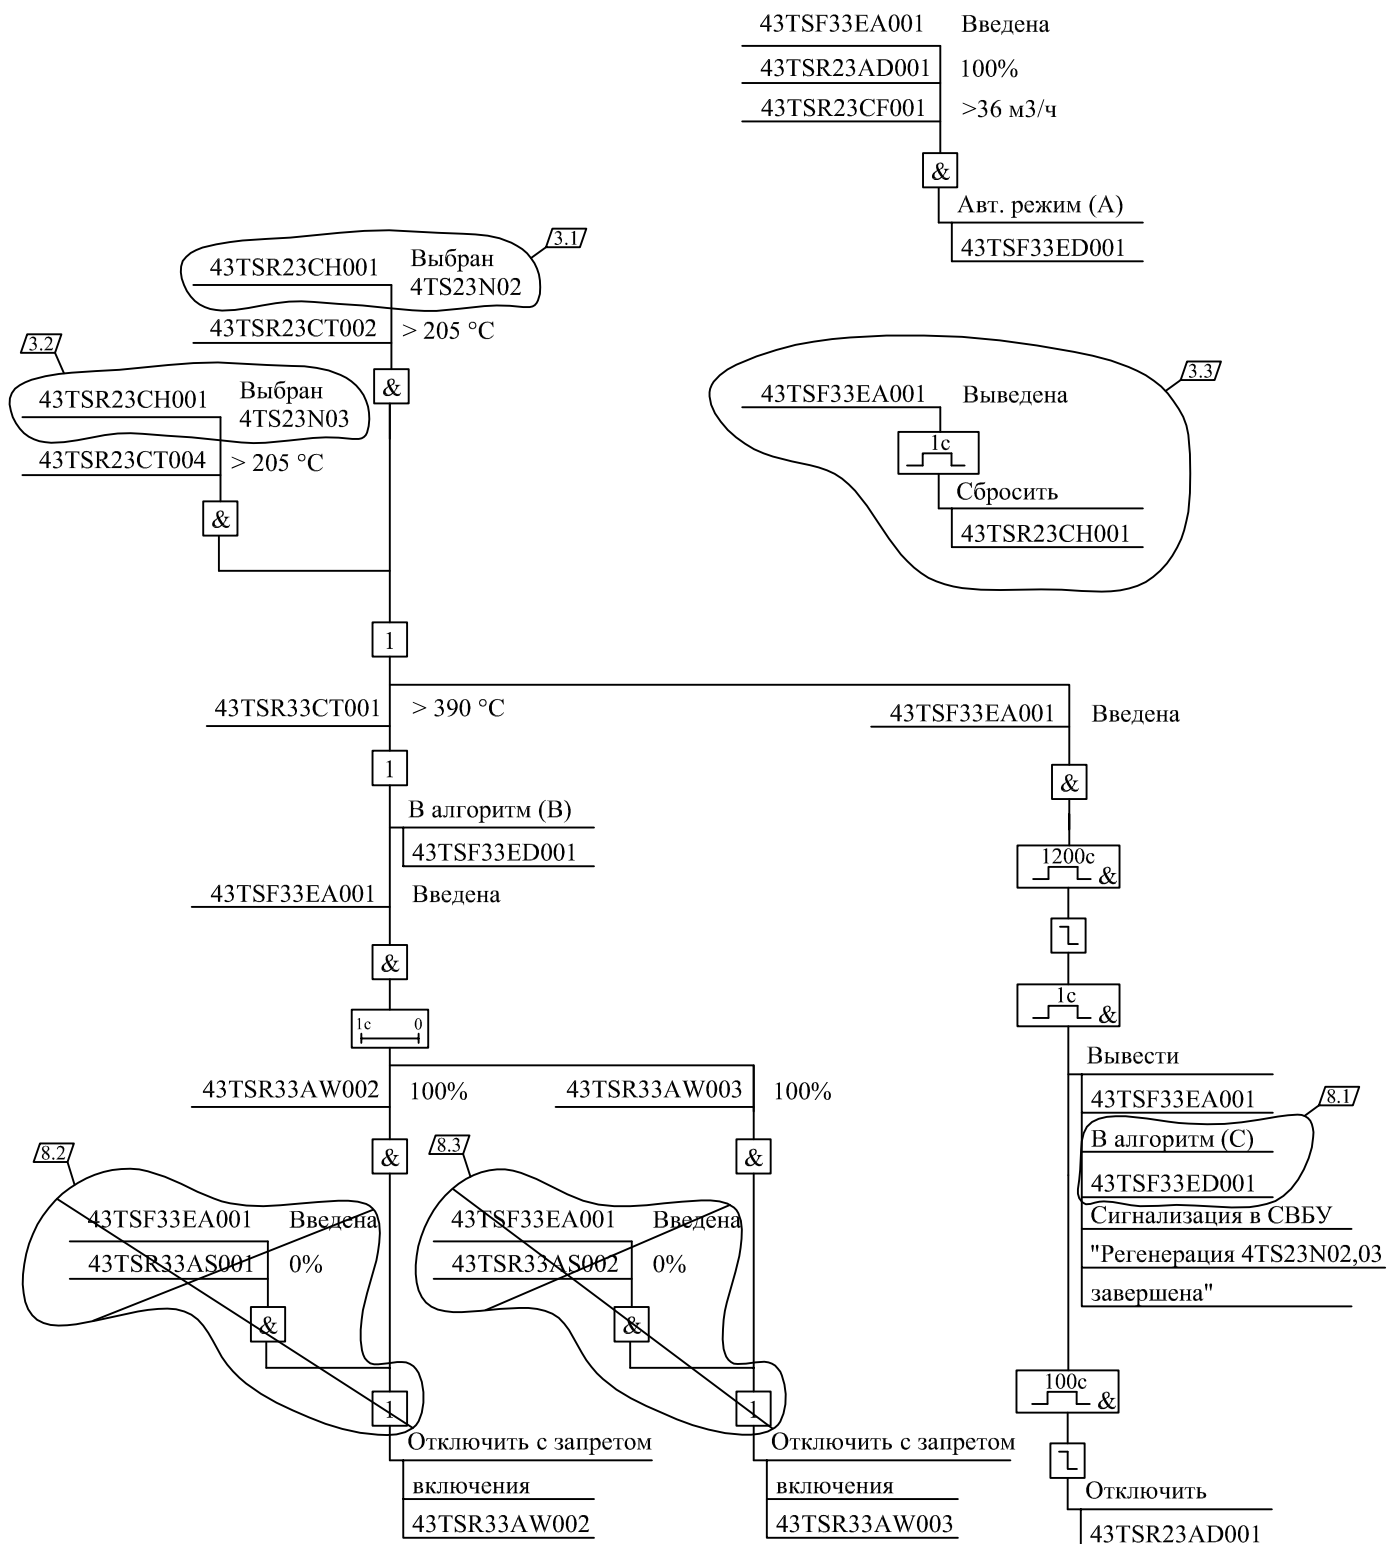 43TSF33EA001 Введена
43TSR23AD001 100%
43TSR23CF001 >36 м3/ч
&
Авт. режим (А)
43TSF33ED001
3.1
43TSR23CH001 Выбран
4TS23N02
43TSR23CT002 > 205 °C
&
3.2
43TSR23CH001 Выбран
4TS23N03
43TSR23CT004 > 205 °C
&
3.3
43TSF33EA001 Выведена
1с
Сбросить
43TSR23CH001
1
43TSR33CT001 > 390 °C
1
В алгоритм (В)
43TSF33ED001
43TSF33EA001 Введена
&
1с 0
43TSR33AW002 100%
&
8.2
43TSF33EA001 Введена
43TSR33AS001 0%
&
1
Отключить с запретом
включения
43TSR33AW002
43TSR33AW003 100%
&
8.3
43TSF33EA001 Введена
43TSR33AS002 0%
&
1
Отключить с запретом
включения
43TSR33AW003
43TSF33EA001 Введена
&
1200с
&
1с
&
Вывести
43TSF33EA001
8.1
В алгоритм (С)
43TSF33ED001
Сигнализация в СВБУ
"Регенерация 4TS23N02,03
завершена"
100с
&
Отключить
43TSR23AD001